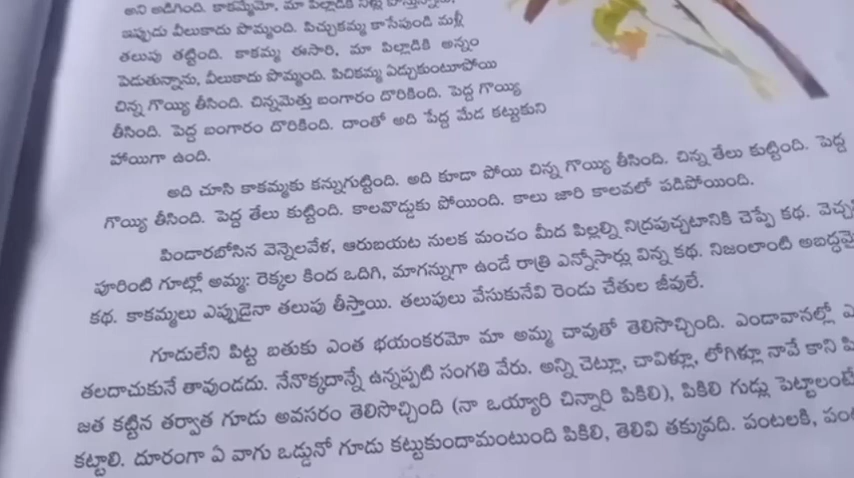 అని అడిగింది. కాకమ్మేమో, మా పిల్లాడికి
ఇప్పుడు వీలుకాదు పొమ్మంది. పిచ్చుకమ్మ కాసేపుండి మళ్లీ
తలుపు తట్టింది. కాకమ్మ ఈసారి, మా పిల్లాడికి అన్నం
పెడుతున్నాను, వీలుకాదు పొమ్మంది. పిచికమ్మ ఏడ్చుకుంటూపోయి
చిన్న గొయ్యి తీసింది. చిన్నమెత్తు బంగారం దొరికింది. పెద్ద గొయ్యి
తీసింది. పెద్ద బంగారం దొరికింది. దాంతో అది పేద్ద మేడ కట్టుకుని
హాయిగా ఉంది.
అది చూసి కాకమ్మకు కన్నుగుట్టింది. అది కూడా పోయి చిన్న గొయ్యి తీసింది. చిన్న తేలు కుట్టింది. పెద్ద
గొయ్యి తీసింది. పెద్ద తేలు కుట్టింది. కాలవొడ్డుకు పోయింది. కాలు జారి కాలవలో పడిపోయింది.
పిండారబోసిన వెన్నెలవేళ, ఆరుబయట నులక మంచం మీద పిల్లల్ని నిద్రపుచ్చటానికి చెప్పే కథ.
పూరింటి గూట్లో అమ్మ రెక్కల కింద ఒదిగి, మాగన్నుగా ఉండే రాత్రి ఎన్నోసార్లు విన్న కథ. నిజంలాంటి
కథ. కాకమ్మలు ఎప్పుడైనా తలుపు తీస్తాయి. తలుపులు వేసుకునేవి రెండు చేతుల జీవులే.
గూడులేని పిట్ట బతుకు ఎంత భయంకరమో మా అమ్మ చావుతో తెలిసొచ్చింది. ఎండావానల్లో
తలదాచుకునే తావుండదు. నేనొక్కదాన్నే ఉన్నప్పటి సంగతి వేరు. అన్ని చెట్లూ, చావిళ్లూ, లోగిళ్లూ నావే కాని
జత కట్టిన తర్వాత గూడు అవసరం తెలిసొచ్చింది (నా ఒయ్యారి చిన్నారి పికిలి), పికిలి గుడ్లు పెట్టాలంటే
కట్టాలి. దూరంగా ఏ వాగు ఒడ్డునో గూడు కట్టుకుందామంటుంది పికిలి, తెలివి తక్కువది. పంటలకి,